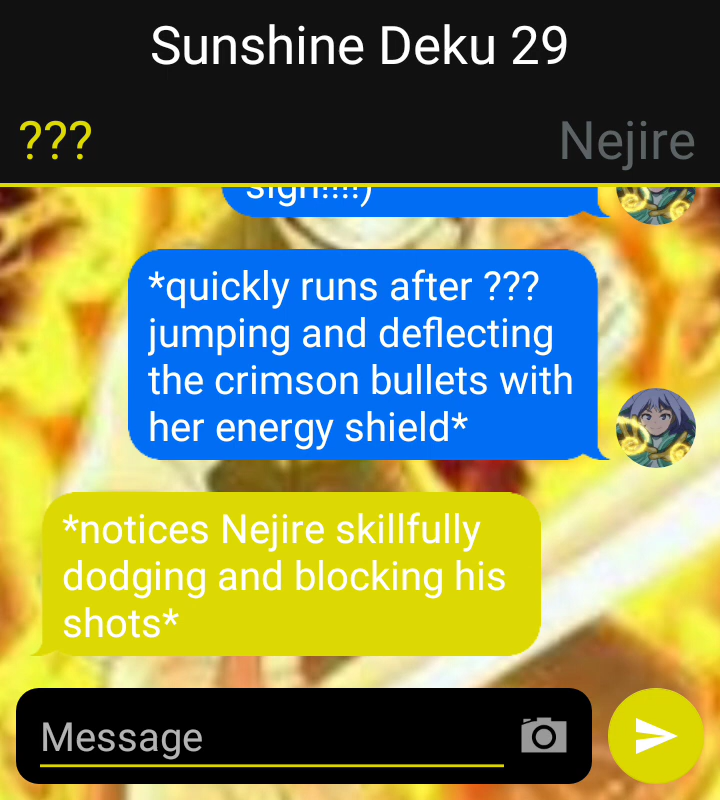 Sunshine Deku 29
??? Nejire
sign!!!!)
*quickly runs after ???
jumping and deflecting
the crimson bullets with
her energy shield*
*notices Nejire skillfully
dodging and blocking his
shots*
Message